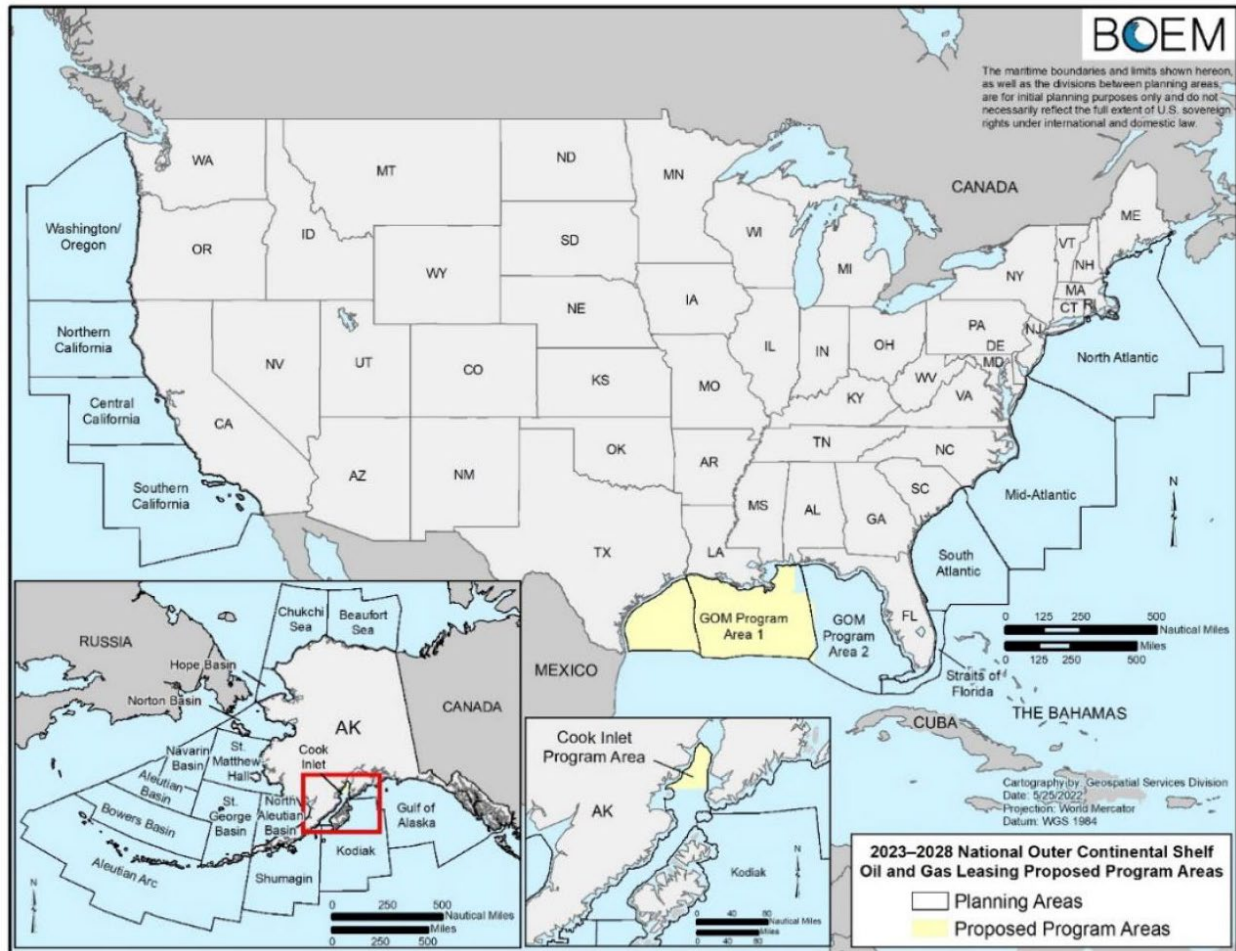 BOEM
The maritime boundaries and limits shown hereon,
as well as the divisions between planning areas,
are for initial planning purposes only and do not
necessarily reflect the full extent of U.S. sovereign
rights under international and domestic law.
CANADA
WA
MT
ND
MN
ME
OR
ID
SD
WI
MI
VT
NH
NY
MA
CT
RI
WY
IA
NE
PA
NJ
NV
UT
CO
KS
MO
IL
IN
OH
DE
MD
WV
VA
KY
CA
AZ
NM
OK
AR
TN
NC
SC
MS
AL
GA
TX
LA
FL
Washington/
Oregon
Northern
California
Central
California
Southern
California
North Atlantic
Mid-Atlantic
South
Atlantic
N
GOM Program
Area 1
GOM
Program
Area 2
Straits of
Florida
MEXICO
CUBA
THE BAHAMAS
125 250 500
Nautical Miles
Miles
125 250 500
RUSSIA
Chukchi
Sea
Beaufort
Sea
Hope Basin
Norton Basin
AK
CANADA
Navarin
Basin
St.
Matthew
Hall
Aleutian
Basin
Bowers Basin
St.
George
Basin
North
Aleutian
Basin
Cook
Inlet
Gulf of
Alaska
Kodiak
Shumagin
Aleutian Arc
N
250 500
Nautical Miles
Miles
250 500
Cook Inlet
Program Area
AK
Kodiak
N
40 80
Nautical Miles
Miles
40 80
Cartography by: Geospatial Services Division
Date: 5/25/2022
Projection: World Mercator
Datum: WGS 1984
2023–2028 National Outer Continental Shelf
Oil and Gas Leasing Proposed Program Areas
Planning Areas
Proposed Program Areas